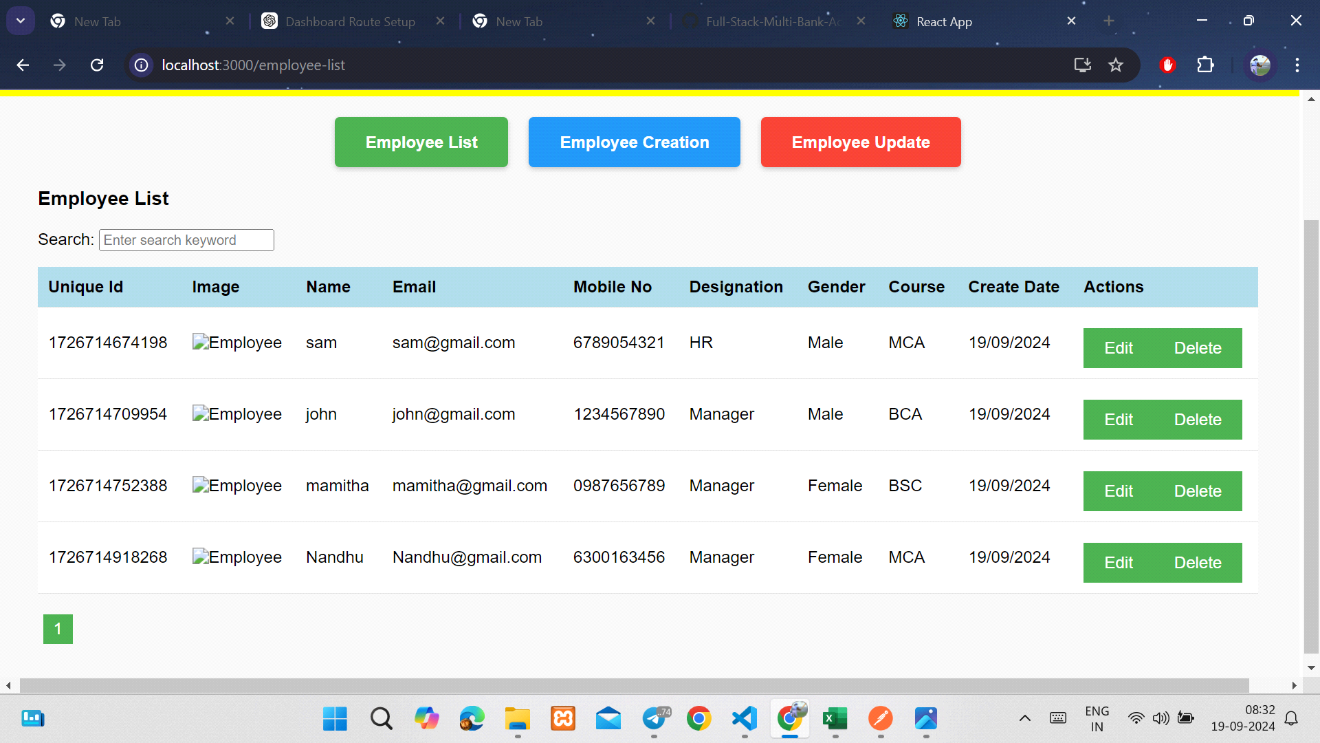 New Tab
Dashboard Route Setup
New Tab
Full-Stack-Multi-Bank-A
React App
localhost:3000/employee-list
Employee List
Employee Creation
Employee Update
Employee List
Search: Enter search keyword
Unique Id Image Name Email Mobile No Designation Gender Course Create Date Actions
1726714674198 Employee sam sam@gmail.com 6789054321 HR Male MCA 19/09/2024 Edit Delete
1726714709954 Employee john john@gmail.com 1234567890 Manager Male BCA 19/09/2024 Edit Delete
1726714752388 Employee mamitha mamitha@gmail.com 0987656789 Manager Female BSC 19/09/2024 Edit Delete
1726714918268 Employee Nandhu Nandhu@gmail.com 6300163456 Manager Female MCA 19/09/2024 Edit Delete
1
ENG
IN
08:32
19-09-2024